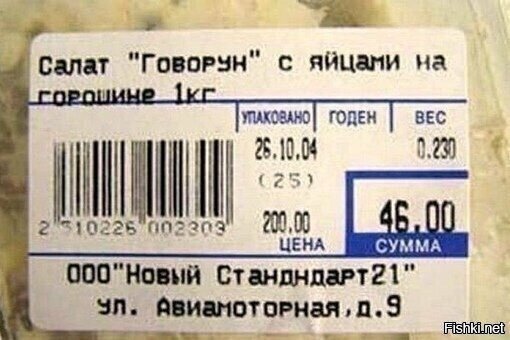 Салат "Говорун" с яйцами на
горошине 1кг
УПАКОВАНО ГОДЕН ВЕС
26.10.04 0.230
(25)
2 510226 002303
200.00 46.00
ЦЕНА СУММА
ООО"Новый Стандндарт21"
ул. Авиамоторная,д.9
Fishki.net